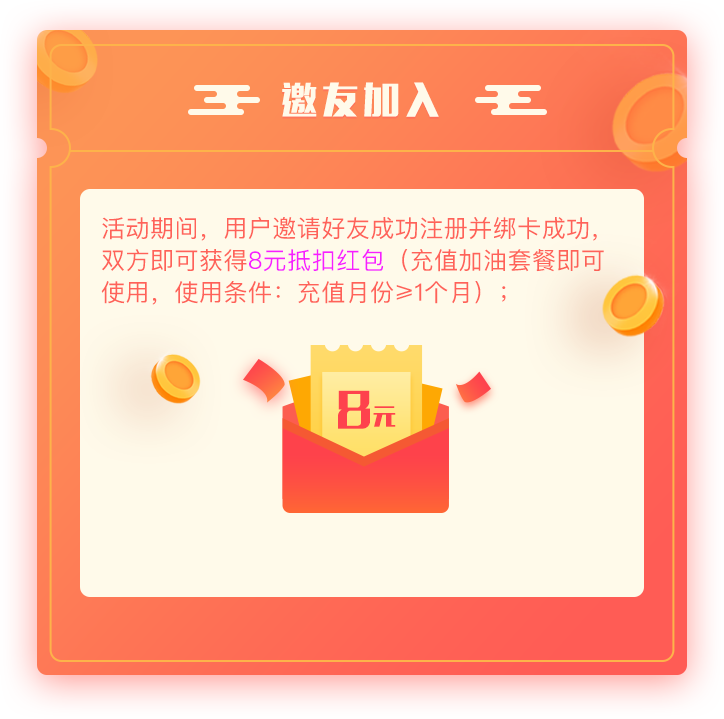 邀友加入
活动期间，用户邀请好友成功注册并绑卡成功，
双方即可获得8元抵扣红包（充值加油套餐即可
使用，使用条件：充值月份≥1个月）；
8元